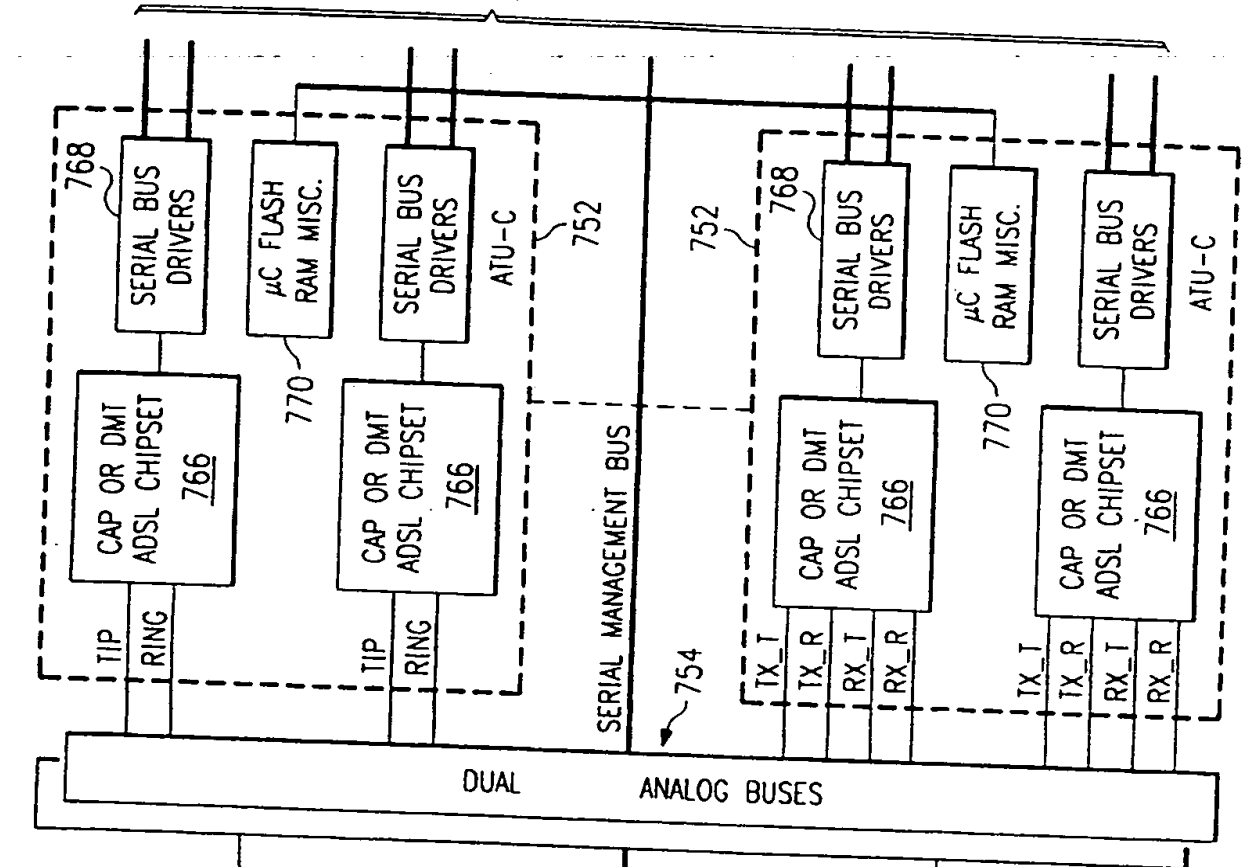 768
SERIAL BUS
DRIVERS
µC FLASH
RAM MISC.
770
SERIAL BUS
DRIVERS
ATU-C
752
CAP OR DMT
ADSL CHIPSET
766
CAP OR DMT
ADSL CHIPSET
766
TIP
RING
TIP
RING
SERIAL MANAGEMENT BUS
754
752
768
SERIAL BUS
DRIVERS
µC FLASH
RAM MISC.
770
SERIAL BUS
DRIVERS
ATU-C
CAP OR DMT
ADSL CHIPSET
766
CAP OR DMT
ADSL CHIPSET
766
TX_T
TX_R
RX_T
RX_R
TX_T
TX_R
RX_T
RX_R
DUAL ANALOG BUSES